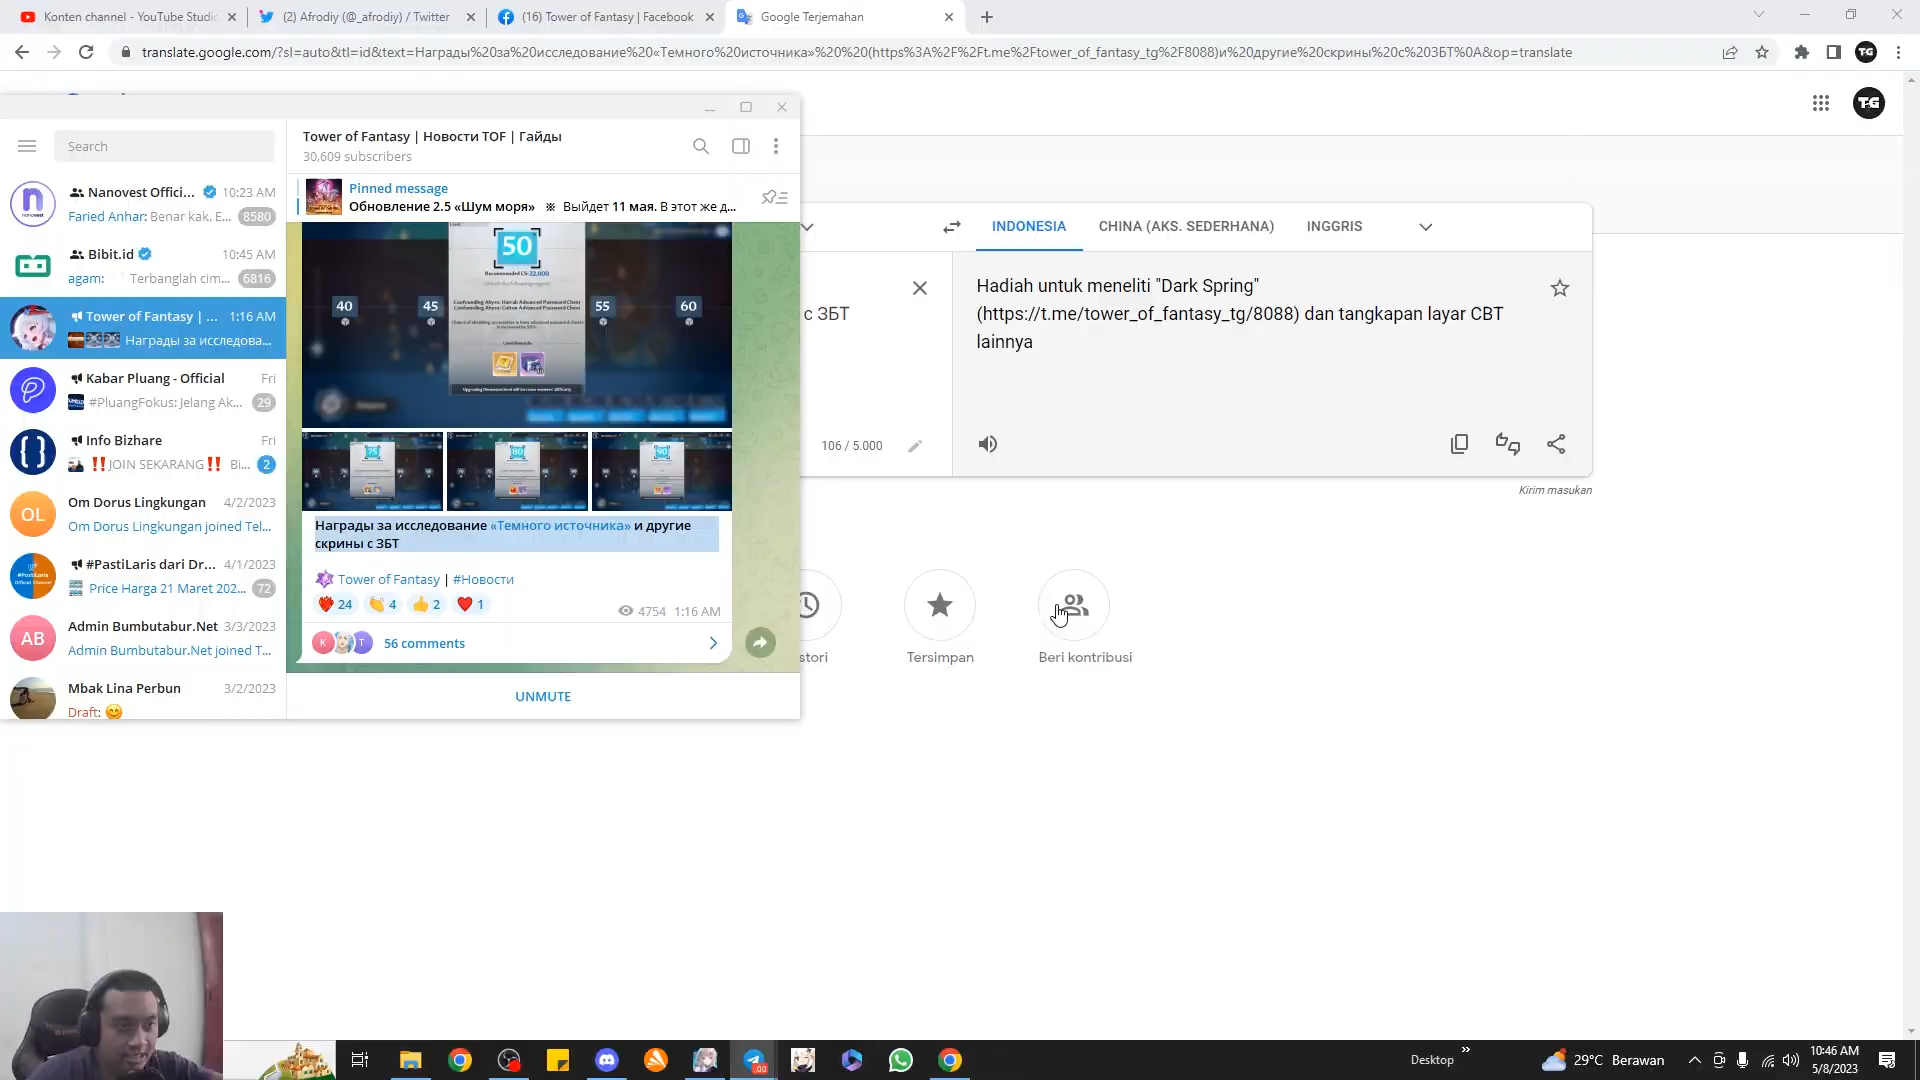 Konten channel - YouTube Studio
(2) Afrodiy (@_afrodiy) / Twitter
(16) Tower of Fantasy | Facebook
Google Terjemahan
translate.google.com/?sl=auto&tl=id&text=Награды%20за%20исследование%20«Темного%20источника»%20%20(https%3A%2F%2Ft.me%2Ftower_of_fantasy_tg%2F8088)и%20другие%20скрины%20с%20ЗБТ%0A&op=translate
Search
Nanovest Offici... 10:23 AM
Faried Anhar: Benar kak. E... 8580
Bibit.id 10:45 AM
agam: Terbanglah cim... 6816
Tower of Fantasy | ... 1:16 AM
Награды за исследова...
Kabar Pluang - Official Fri
#PluangFokus: Jelang Ak... 29
Info Bizhare Fri
‼️JOIN SEKARANG‼️ Bi... 2
OL
Om Dorus Lingkungan 4/2/2023
Om Dorus Lingkungan joined Tel...
#PastiLaris dari Dr... 4/1/2023
Price Harga 21 Maret 202... 72
AB
Admin Bumbutabur.Net 3/3/2023
Admin Bumbutabur.Net joined T...
Mbak Lina Perbun 3/2/2023
Draft: 😊
Tower of Fantasy | Новости TOF | Гайды
30,609 subscribers
Pinned message
Обновление 2.5 «Шум моря» ※ Выйдет 11 мая. В этот же д...
50
Recommended CS: 22,000
40 45 55 60
75 80 90
Награды за исследование «Темного источника» и другие
скрины с ЗБТ
Tower of Fantasy | #Новости
24 4 2 1
4754 1:16 AM
K T 56 comments
UNMUTE
INDONESIA CHINA (AKS. SEDERHANA) INGGRIS
с ЗБТ
106 / 5.000
Hadiah untuk meneliti "Dark Spring"
(https://t.me/tower_of_fantasy_tg/8088) dan tangkapan layar CBT
lainnya
Kirim masukan
stori
Tersimpan
Beri kontribusi
Desktop
29°C Berawan
10:46 AM
5/8/2023